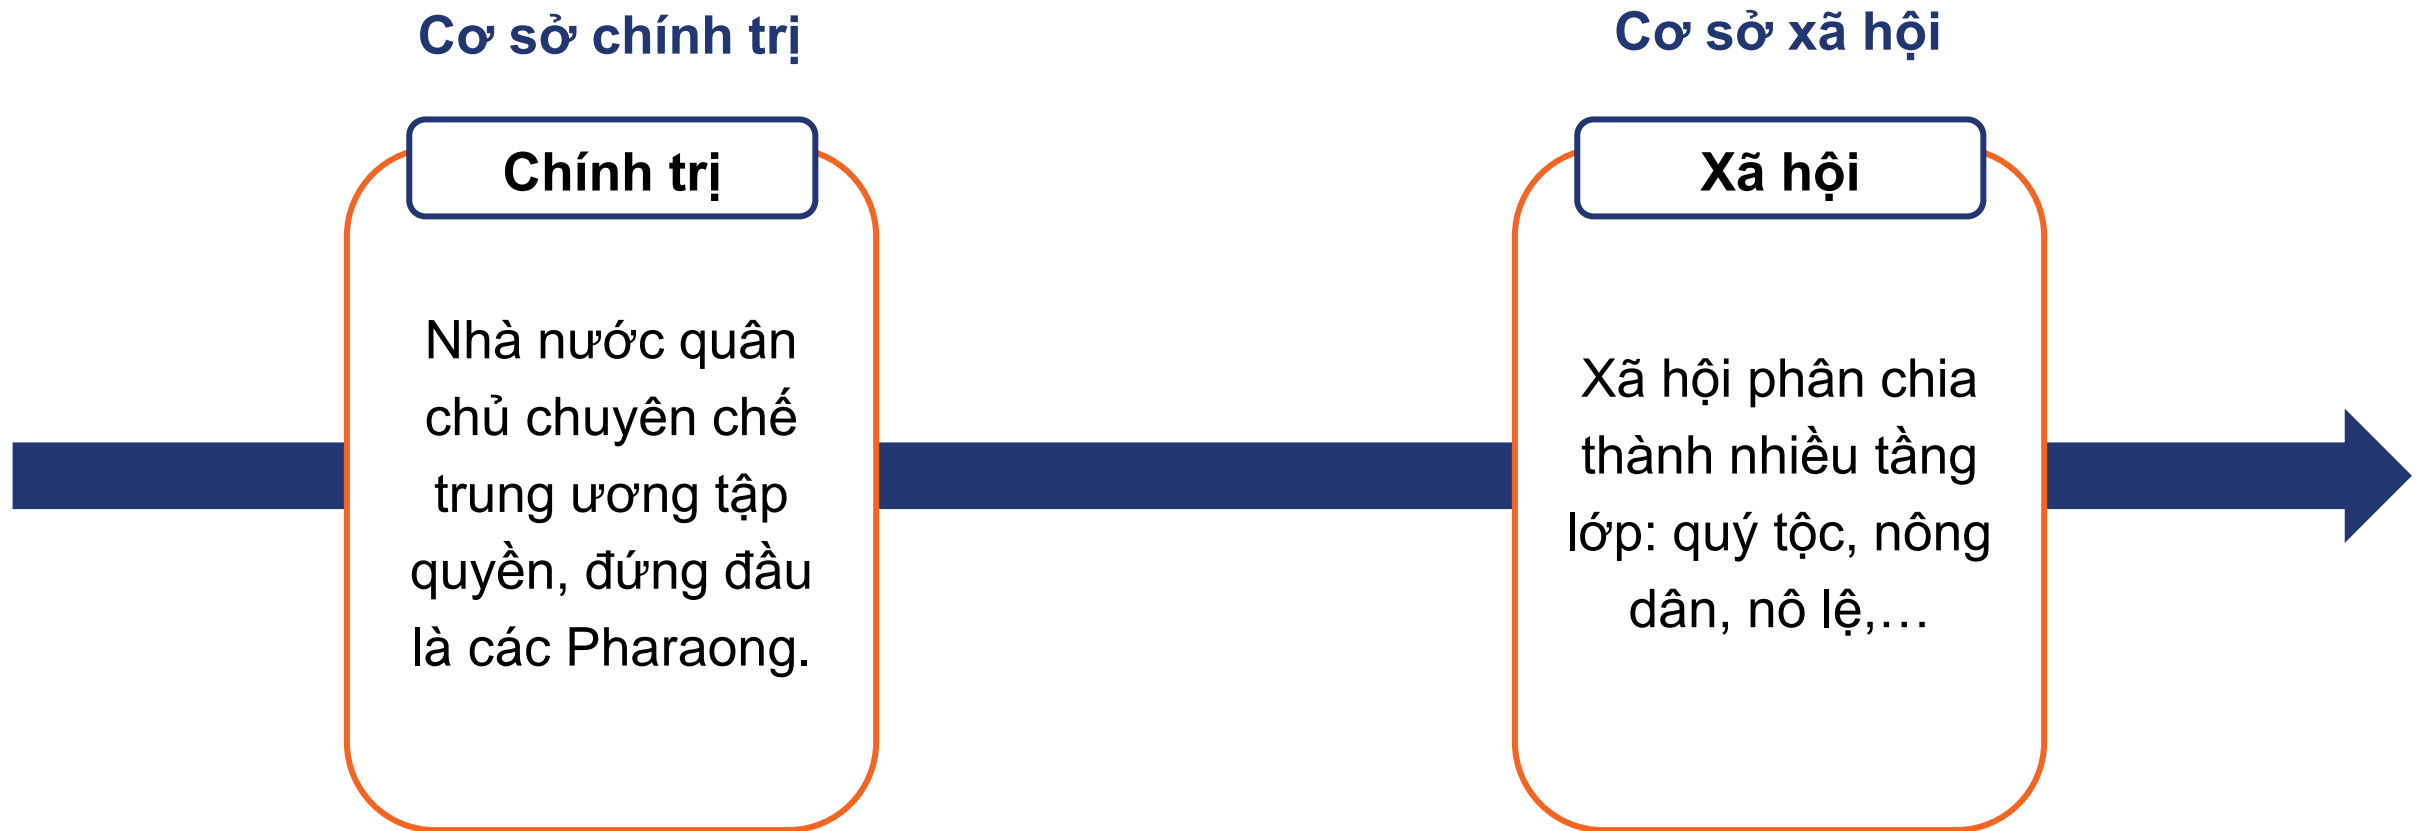 Cơ sở chính trị
Chính trị
Nhà nước quân
chủ chuyên chế
trung ương tập
quyền, đứng đầu
là các Pharaong.
Cơ sở xã hội
Xã hội
Xã hội phân chia
thành nhiều tầng
lớp: quý tộc, nông
dân, nô lệ,…